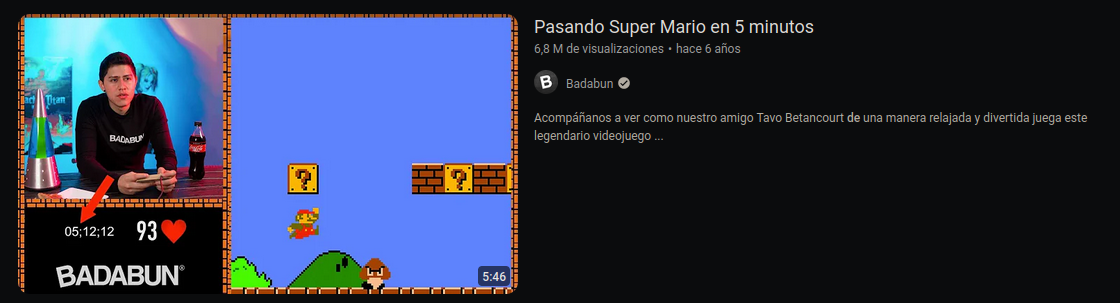 Pasando Super Mario en 5 minutos
6,8 M de visualizaciones • hace 6 años
B Badabun
Acompáñanos a ver como nuestro amigo Tavo Betancourt de una manera relajada y divertida juega este
legendario videojuego ...
BADABUN
Coca-Cola
05;12;12
93
BADABUN®
?
?
5:46